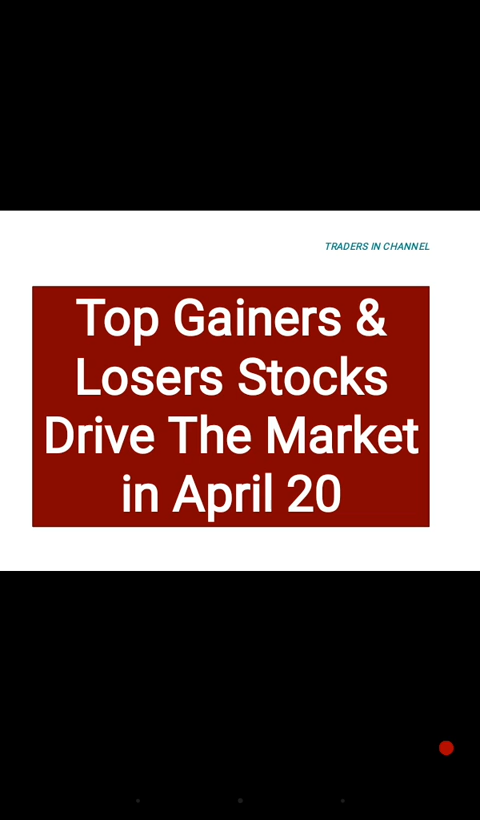 TRADERS IN CHANNEL
Top Gainers &
Losers Stocks
Drive The Market
in April 20